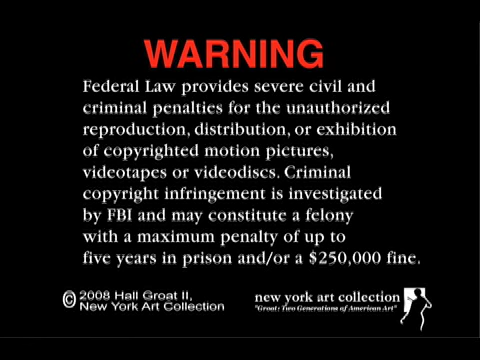 WARNING
Federal Law provides severe civil and
criminal penalties for the unauthorized
reproduction, distribution, or exhibition
of copyrighted motion pictures,
videotapes or videodiscs. Criminal
copyright infringement is investigated
by FBI and may constitute a felony
with a maximum penalty of up to
five years in prison and/or a $250,000 fine.
© 2008 Hall Groat II,
New York Art Collection
new york art collection
"Groat: Two Generations of American Art"